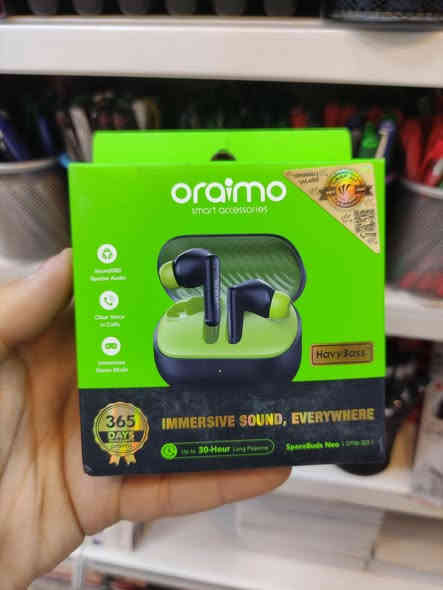 oraimo
smart accessories
Clear Voice
in Calls
HavyBass
365
DAYS
IMMERSIVE SOUND, EVERYWHERE
Up to 30-Hour Long Playtime
SpaceBuds Neo